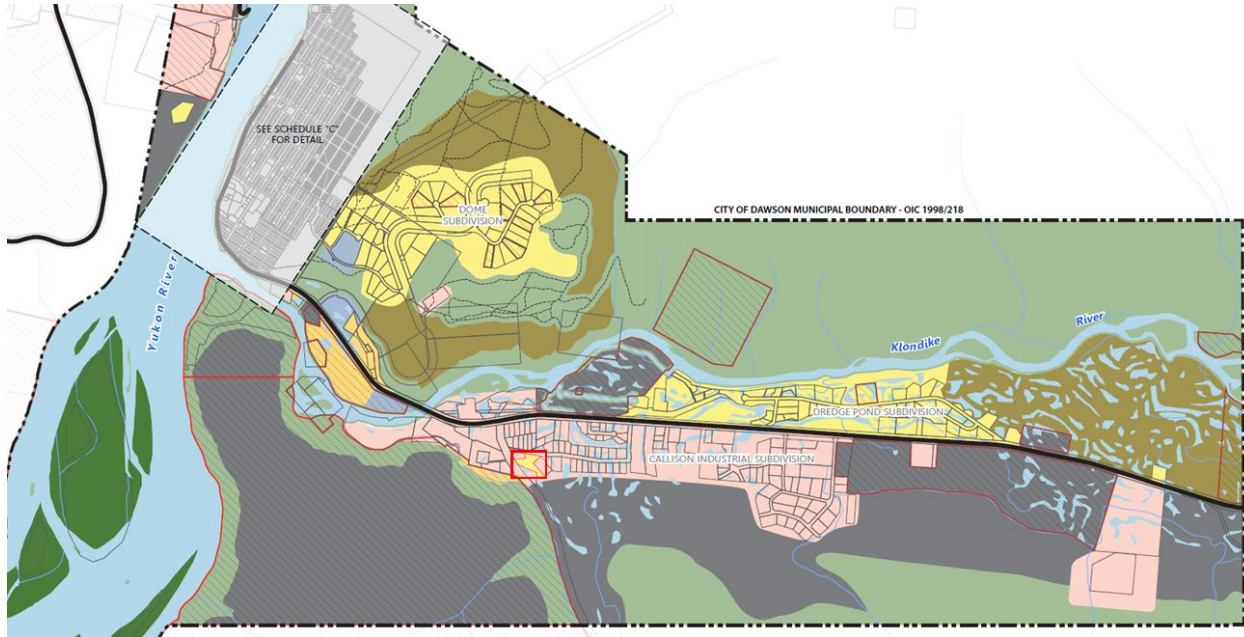 SEE SCHEDULE "C"
FOR DETAIL
DOME
SUBDIVISION
CITY OF DAWSON MUNICIPAL BOUNDARY - OIC 1998/218
Yukon River
Klondike River
DREDGE POND SUBDIVISION
CALLISON INDUSTRIAL SUBDIVISION